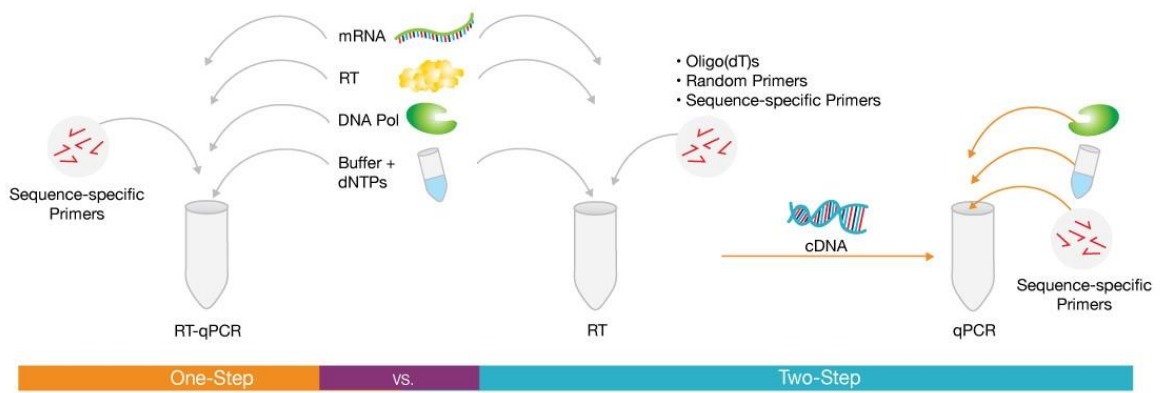 mRNA
RT
DNA Pol
Buffer +
dNTPs
Sequence-specific
Primers
RT-qPCR
• Oligo(dT)s
• Random Primers
• Sequence-specific Primers
RT
cDNA
Sequence-specific
Primers
qPCR
One-Step
vs.
Two-Step